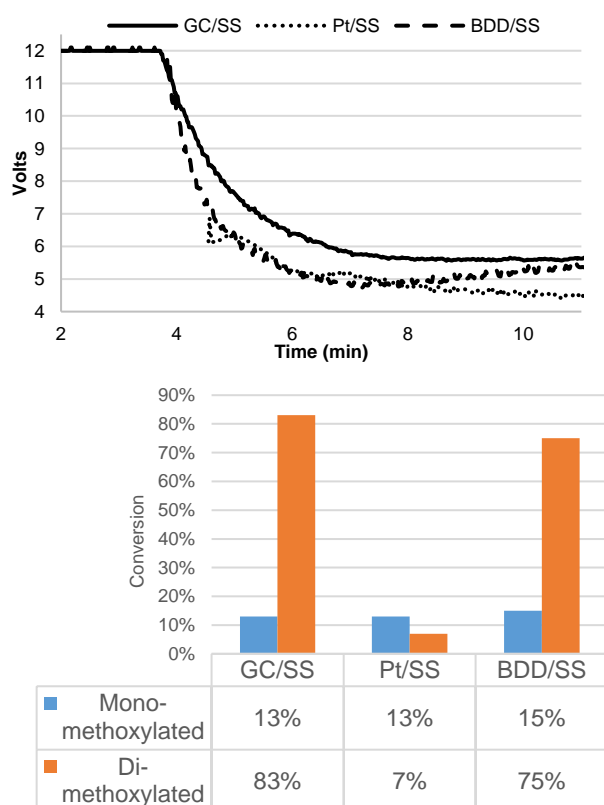 GC/SS Pt/SS BDD/SS
12
11
10
9
8
7
6
5
4
Volts
2 4 6 8 10
Time (min)
90%
80%
70%
60%
50%
40%
30%
20%
10%
0%
Conversion
GC/SS Pt/SS BDD/SS
Mono-
methoxylated 13% 13% 15%
Di-
methoxylated 83% 7% 75%